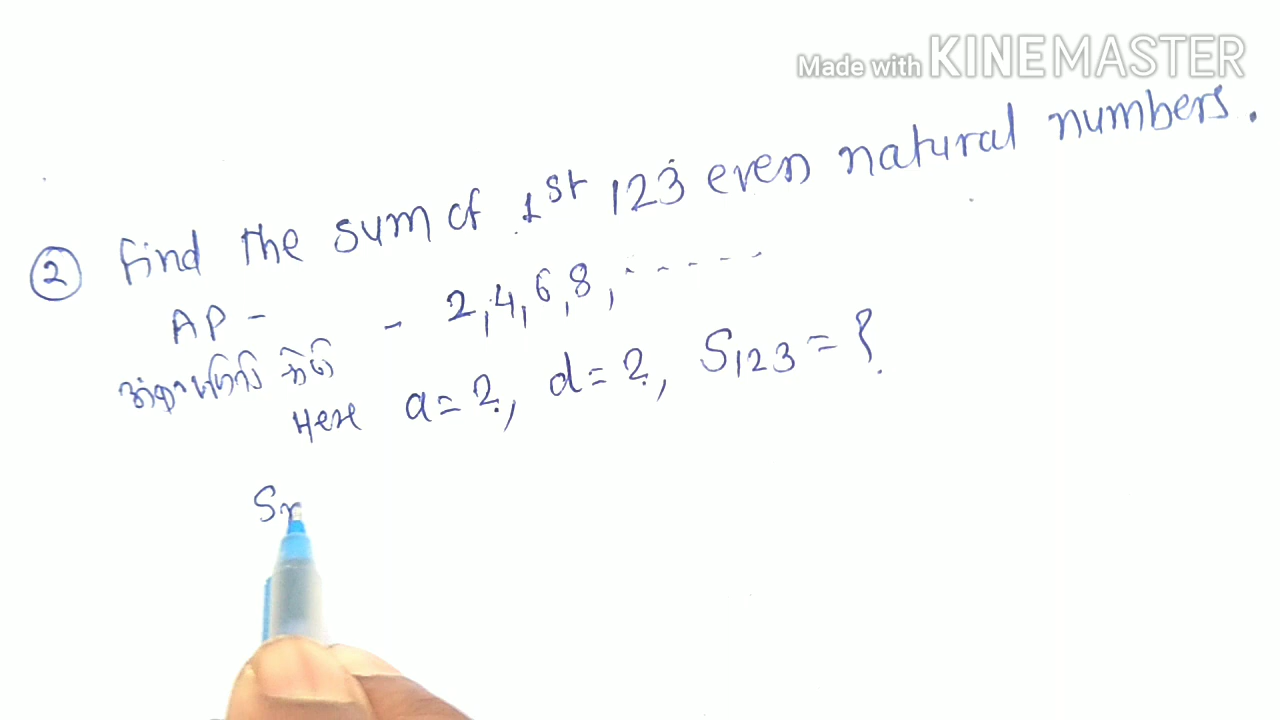 Made with KINEMASTER
② Find the sum of 1st 123 even natural numbers.
AP - - 2, 4, 6, 8, ......
Here a = 2, d = 2, S123 = ?
Sn